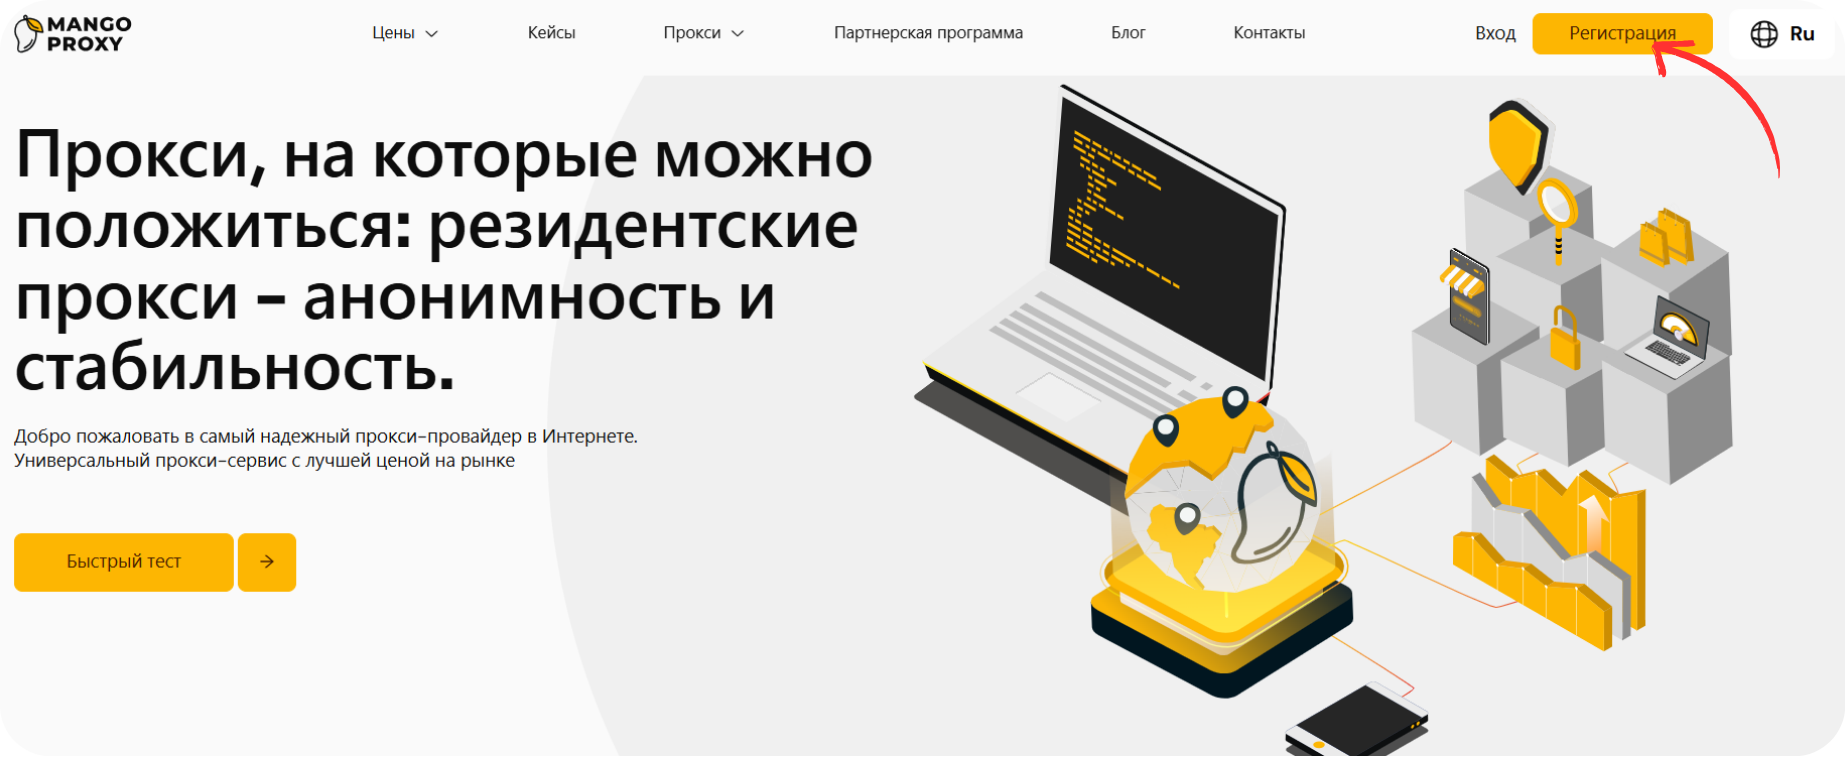 MANGO
PROXY
Цены
Кейсы
Прокси
Партнерская программа
Блог
Контакты
Вход
Регистрация
Ru
Прокси, на которые можно
положиться: резидентские
прокси – анонимность и
стабильность.
Добро пожаловать в самый надежный прокси-провайдер в Интернете.
Универсальный прокси-сервис с лучшей ценой на рынке
Быстрый тест